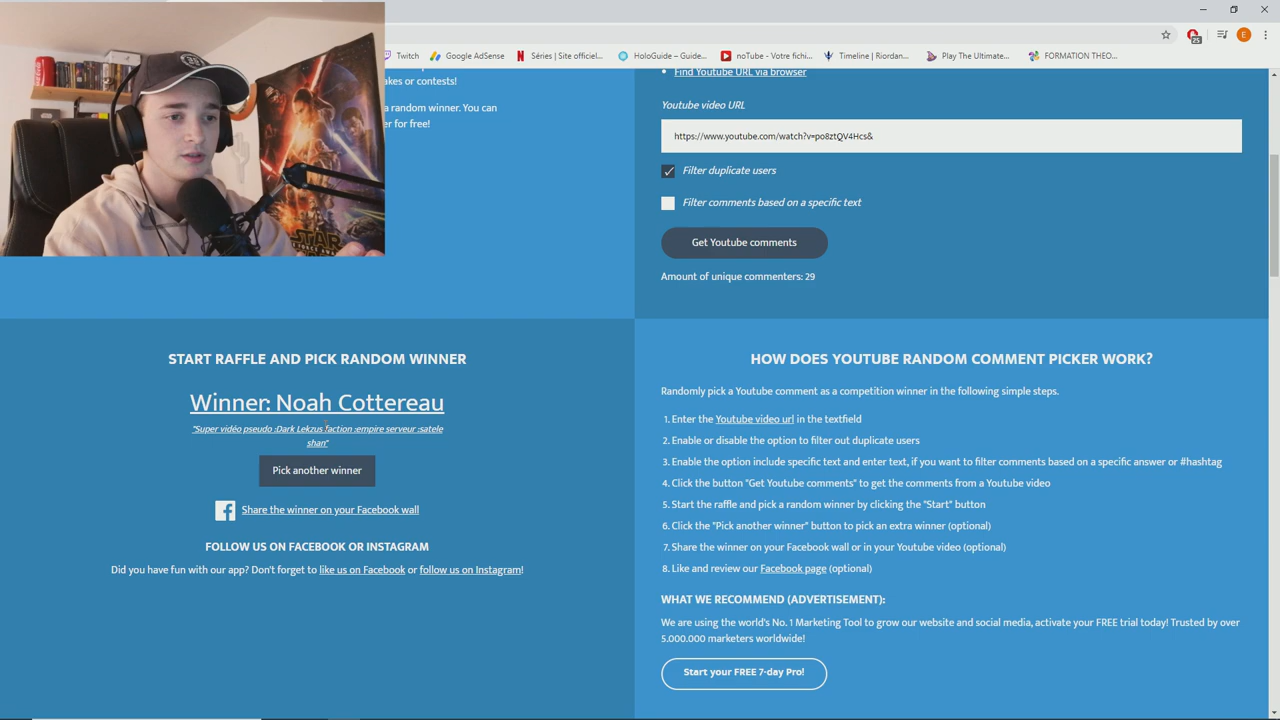 Twitch
Google AdSense
Séries | Site officiel...
HoloGuide – Guide...
noTube - Votre fichi...
Timeline | Riordan...
Play The Ultimate...
FORMATION THEO...
25
E
akes or contests!
a random winner. You can
er for free!
STAR
Find Youtube URL via browser
Youtube video URL
https://www.youtube.com/watch?v=po8ztQV4Hcs&
Filter duplicate users
Filter comments based on a specific text
Get Youtube comments
Amount of unique commenters: 29
START RAFFLE AND PICK RANDOM WINNER
Winner: Noah Cottereau
"Super vidéo pseudo :Dark Lekzus faction :empire serveur :satele
shan"
Pick another winner
Share the winner on your Facebook wall
FOLLOW US ON FACEBOOK OR INSTAGRAM
Did you have fun with our app? Don't forget to like us on Facebook or follow us on Instagram!
HOW DOES YOUTUBE RANDOM COMMENT PICKER WORK?
Randomly pick a Youtube comment as a competition winner in the following simple steps.
1. Enter the Youtube video url in the textfield
2. Enable or disable the option to filter out duplicate users
3. Enable the option include specific text and enter text, if you want to filter comments based on a specific answer or #hashtag
4. Click the button "Get Youtube comments" to get the comments from a Youtube video
5. Start the raffle and pick a random winner by clicking the "Start" button
6. Click the "Pick another winner" button to pick an extra winner (optional)
7. Share the winner on your Facebook wall or in your Youtube video (optional)
8. Like and review our Facebook page (optional)
WHAT WE RECOMMEND (ADVERTISEMENT):
We are using the world's No. 1 Marketing Tool to grow our website and social media, activate your FREE trial today! Trusted by over
5.000.000 marketers worldwide!
Start your FREE 7-day Pro!